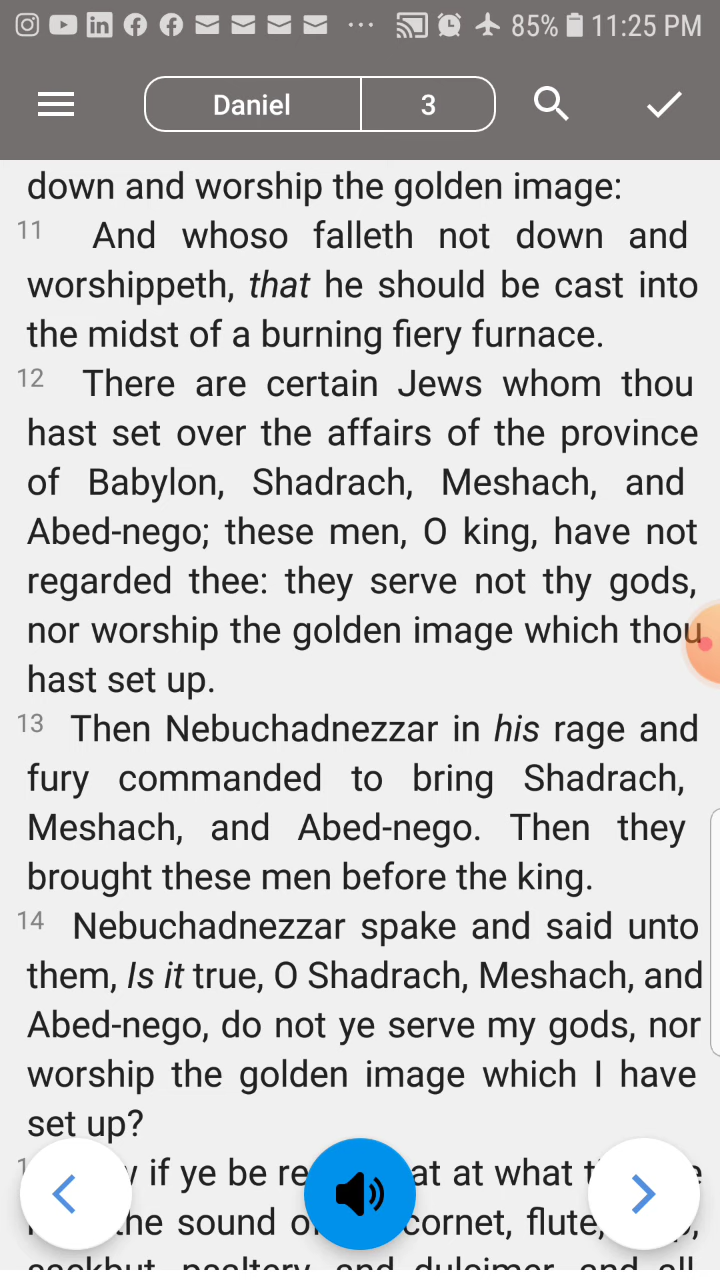 85% 11:25 PM
Daniel 3
down and worship the golden image:
11 And whoso falleth not down and
worshippeth, that he should be cast into
the midst of a burning fiery furnace.
12 There are certain Jews whom thou
hast set over the affairs of the province
of Babylon, Shadrach, Meshach, and
Abed-nego; these men, O king, have not
regarded thee: they serve not thy gods,
nor worship the golden image which thou
hast set up.
13 Then Nebuchadnezzar in his rage and
fury commanded to bring Shadrach,
Meshach, and Abed-nego. Then they
brought these men before the king.
14 Nebuchadnezzar spake and said unto
them, Is it true, O Shadrach, Meshach, and
Abed-nego, do not ye serve my gods, nor
worship the golden image which I have
set up?
if ye be at what
the sound cornet, flute,
sackbut, psaltery, and dulcimer, and all